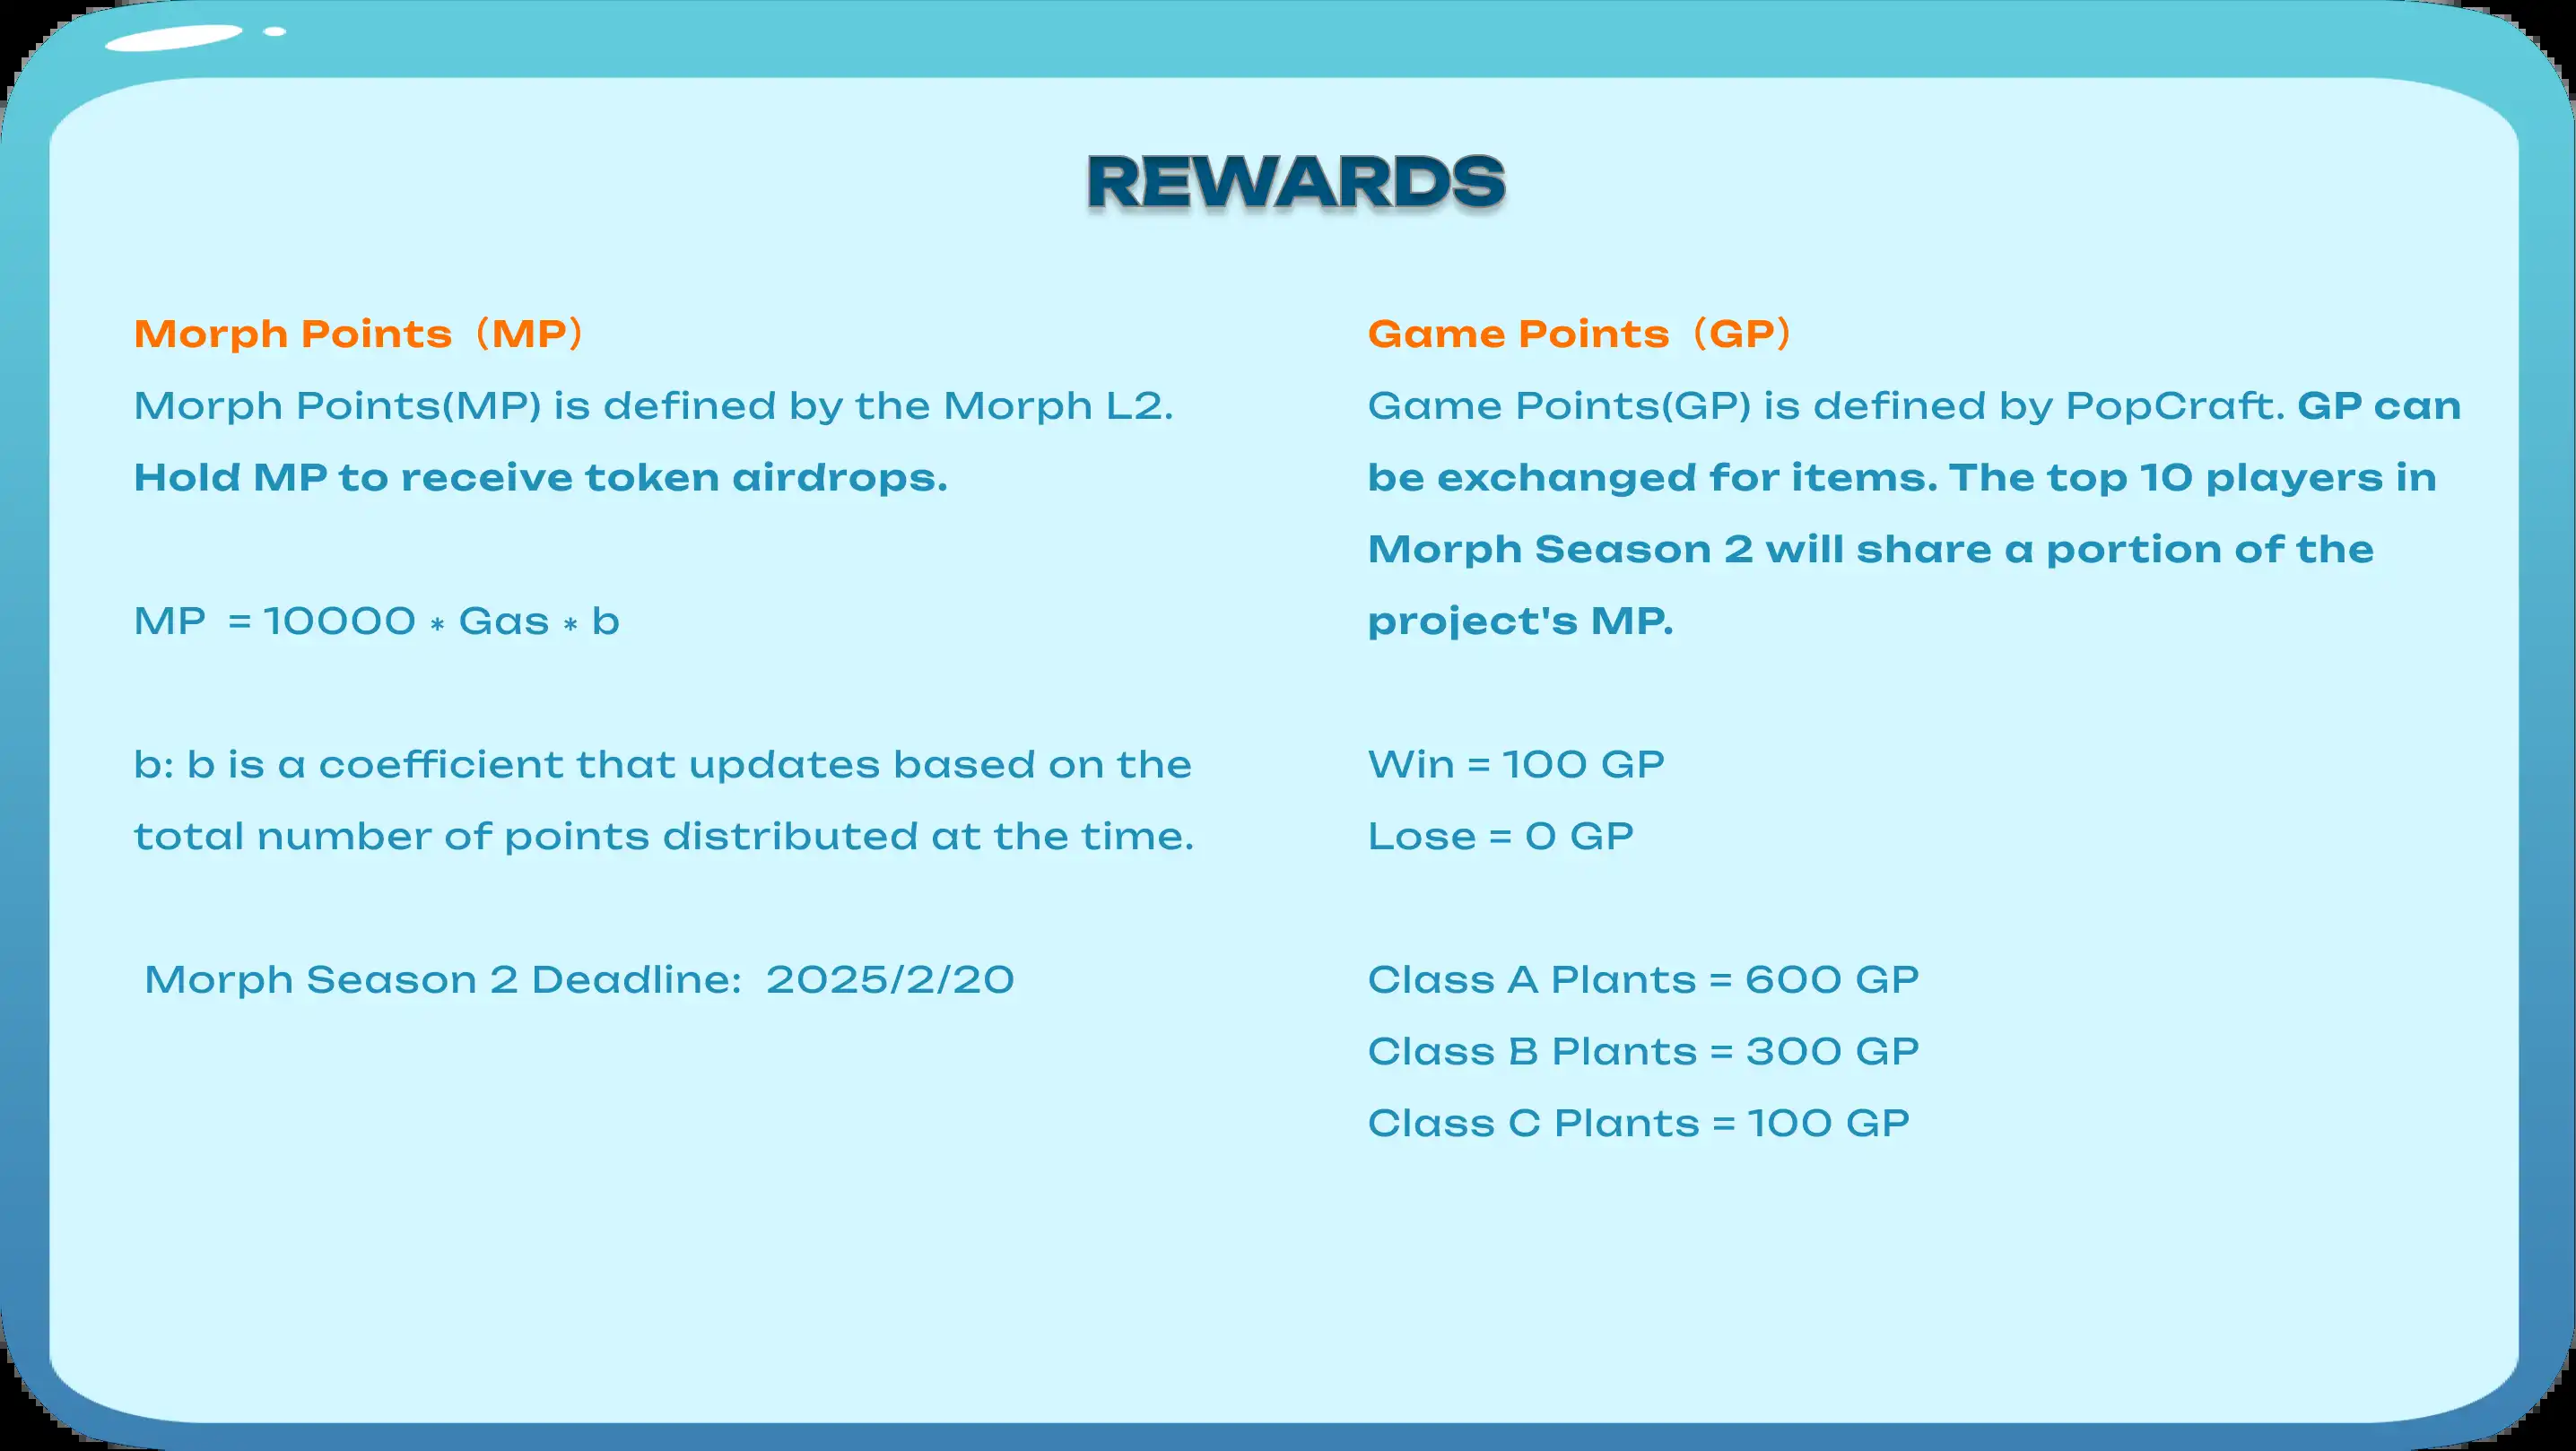 REWARDS
Morph Points（MP）
Morph Points(MP) is defined by the Morph L2.
Hold MP to receive token airdrops.
MP  = 10000 * Gas * b
b: b is a coefficient that updates based on the
total number of points distributed at the time.
Morph Season 2 Deadline:  2025/2/20
Game Points（GP）
Game Points(GP) is defined by PopCraft. GP can
be exchanged for items. The top 10 players in
Morph Season 2 will share a portion of the
project's MP.
Win = 100 GP
Lose = 0 GP
Class A Plants = 600 GP
Class B Plants = 300 GP
Class C Plants = 100 GP